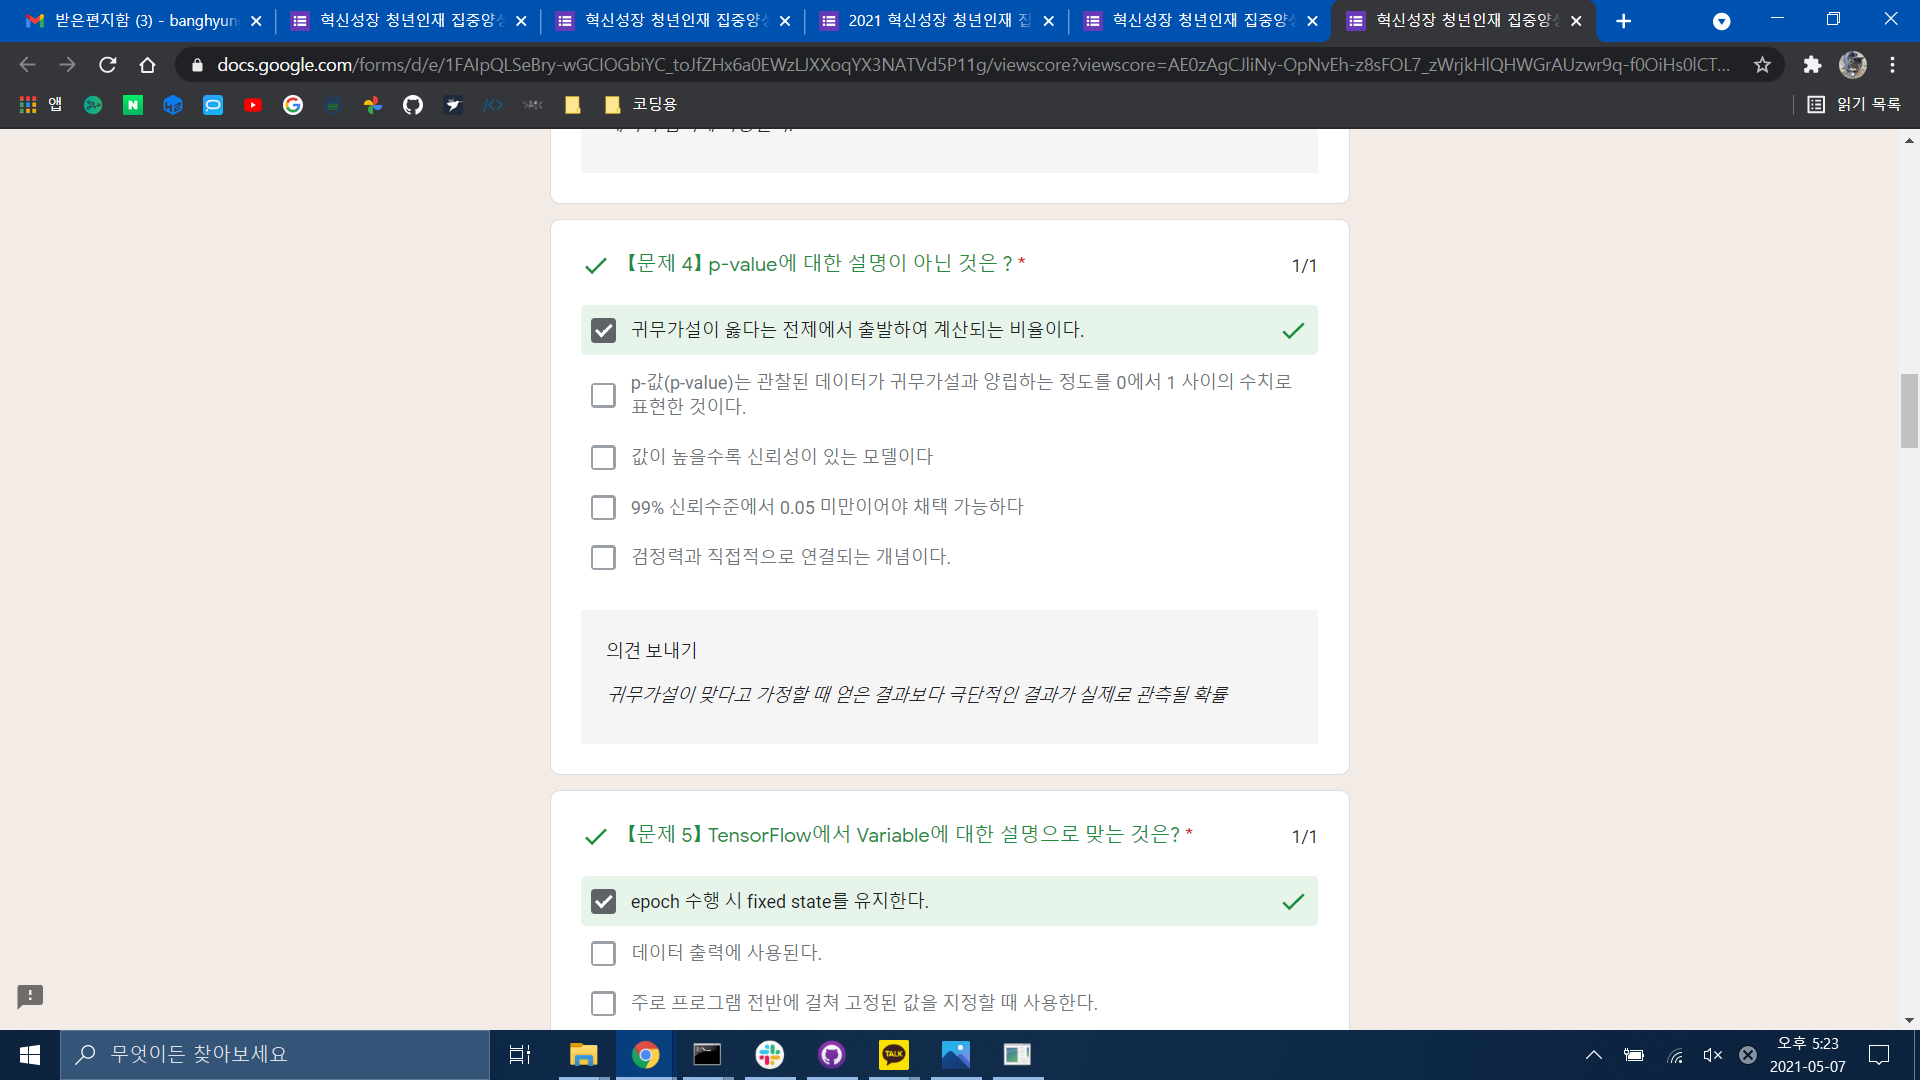 받은편지함 (3) - banghyun
혁신성장 청년인재 집중양성
혁신성장 청년인재 집중양성
2021 혁신성장 청년인재 집
혁신성장 청년인재 집중양성
혁신성장 청년인재 집중양성
docs.google.com/forms/d/e/1FAIpQLSeBry-wGCIOGbiYC_toJfZHx6a0EWzLJXXoqYX3NATVd5P11g/viewscore?viewscore=AE0zAgCJliNy-OpNvEh-z8sFOL7_zWrjkHlQHWGrAUzwr9q-f0OiHs0lCT...
앱
코딩용
읽기 목록
【문제 4】 p-value에 대한 설명이 아닌 것은 ? *
1/1
귀무가설이 옳다는 전제에서 출발하여 계산되는 비율이다.
p-값(p-value)는 관찰된 데이터가 귀무가설과 양립하는 정도를 0에서 1 사이의 수치로
표현한 것이다.
값이 높을수록 신뢰성이 있는 모델이다
99% 신뢰수준에서 0.05 미만이어야 채택 가능하다
검정력과 직접적으로 연결되는 개념이다.
의견 보내기
귀무가설이 맞다고 가정할 때 얻은 결과보다 극단적인 결과가 실제로 관측될 확률
【문제 5】 TensorFlow에서 Variable에 대한 설명으로 맞는 것은? *
1/1
epoch 수행 시 fixed state를 유지한다.
데이터 출력에 사용된다.
주로 프로그램 전반에 걸쳐 고정된 값을 지정할 때 사용한다.
무엇이든 찾아보세요
TALK
오후 5:23
2021-05-07